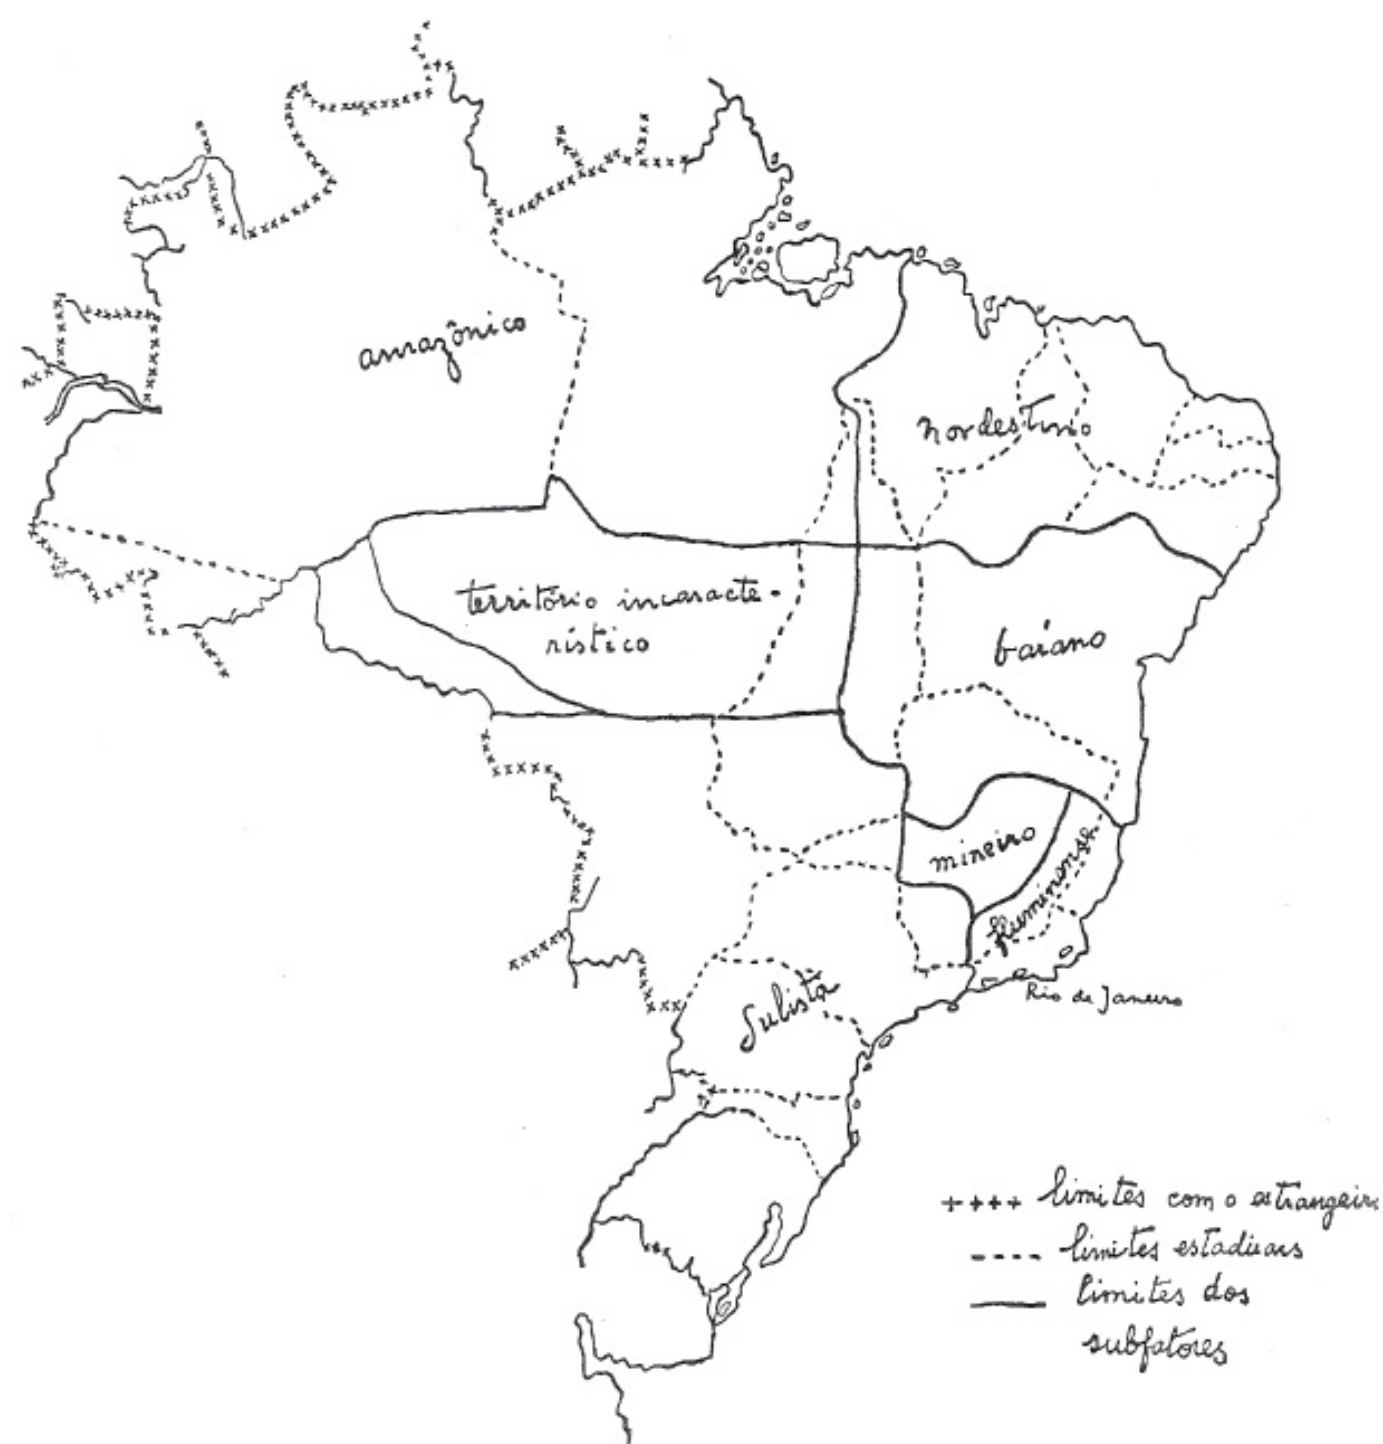 amazônico
nordestino
território incaracte-
rístico
baiano
mineiro
fluminense
Sulista
Rio de Janeiro
++++ limites com o estrangeiro
---- limites estaduais
limites dos
subfatores